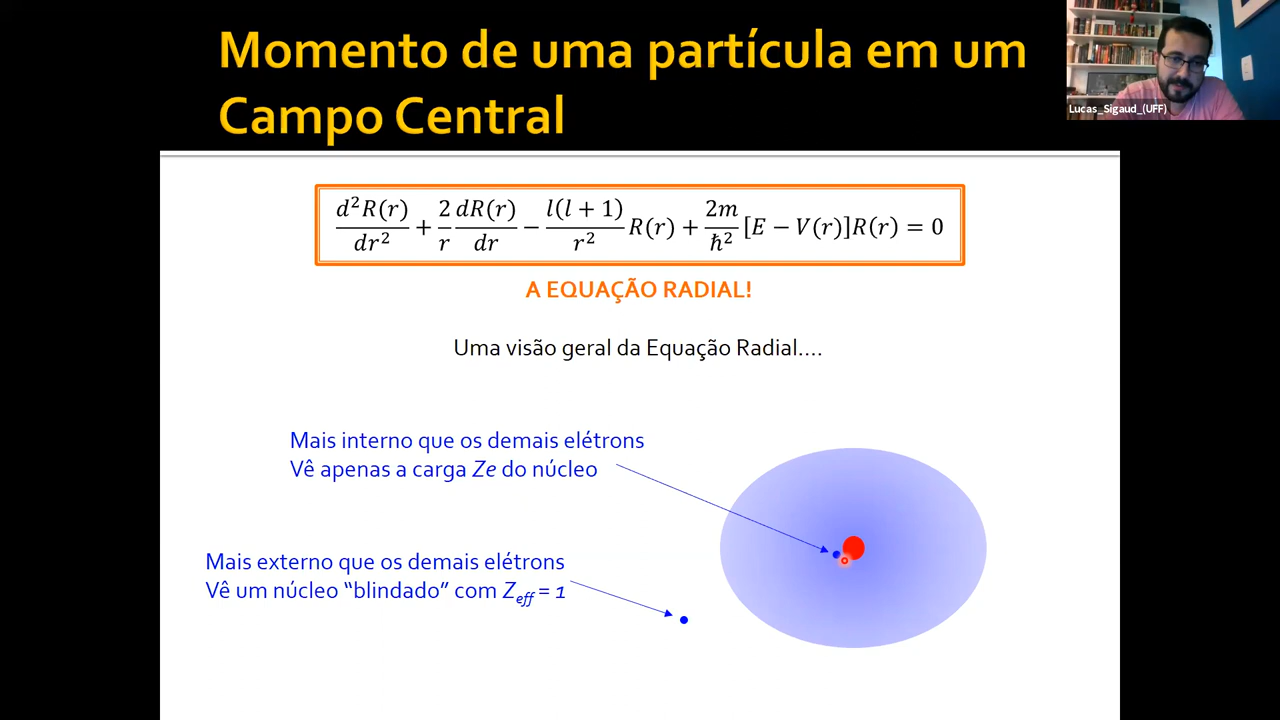 Momento de uma partícula em um
Campo Central
Lucas_Sigaud_(UFF)
d²R(r)/dr² + 2/r dR(r)/dr − l(l + 1)/r² R(r) + 2m/ħ² [E − V(r)]R(r) = 0
A EQUAÇÃO RADIAL!
Uma visão geral da Equação Radial....
Mais interno que os demais elétrons
Vê apenas a carga Ze do núcleo
Mais externo que os demais elétrons
Vê um núcleo “blindado” com Zeff = 1